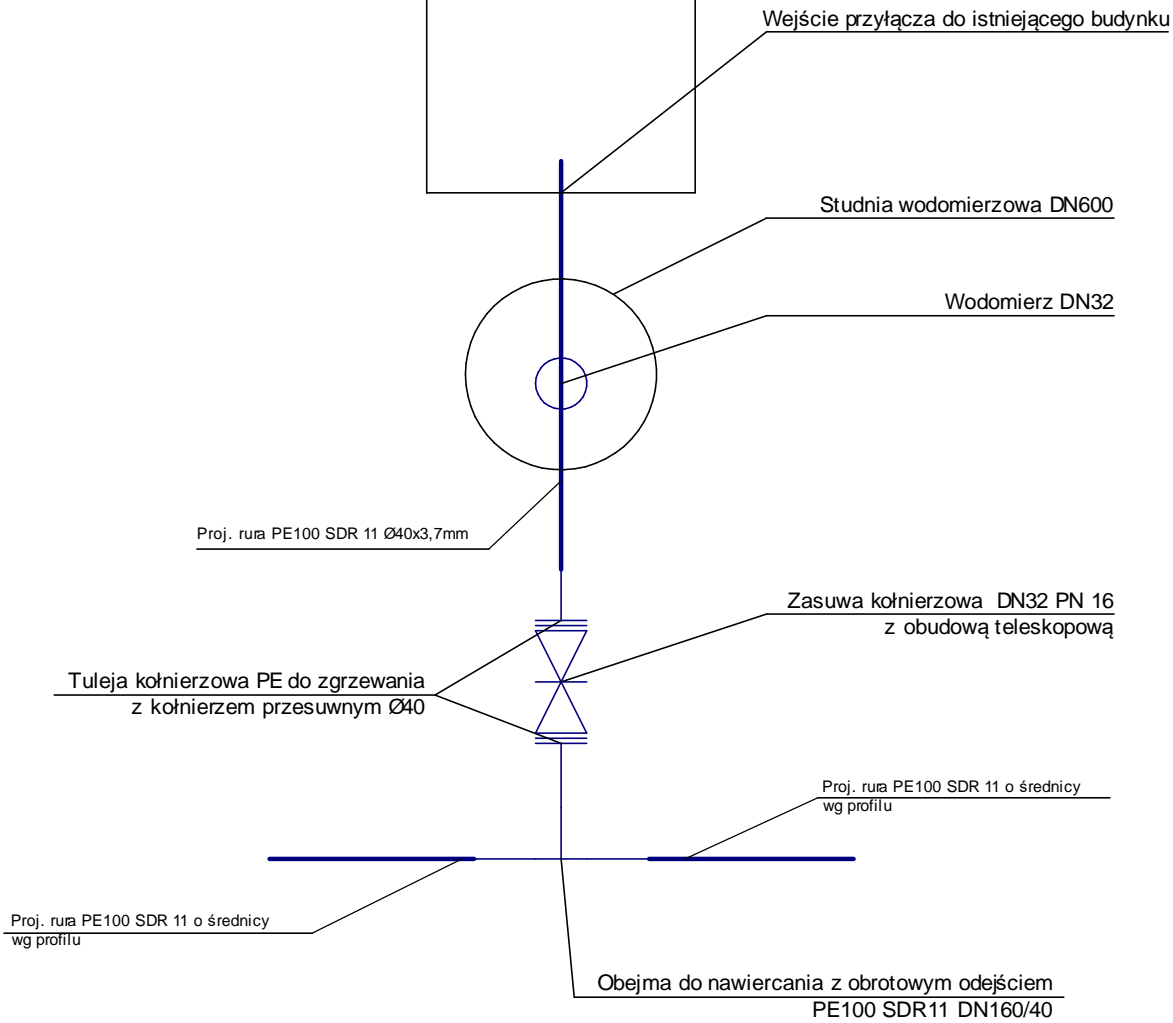 Wejście przyłącza do istniejącego budynku
Studnia wodomierzowa DN600
Wodomierz DN32
Proj. rura PE100 SDR 11 Ø40x3,7mm
Zasuwa kołnierzowa DN32 PN 16
z obudową teleskopową
Tuleja kołnierzowa PE do zgrzewania
z kołnierzem przesuwnym Ø40
Proj. rura PE100 SDR 11 o średnicy
wg profilu
Proj. rura PE100 SDR 11 o średnicy
wg profilu
Obejma do nawiercania z obrotowym odejściem
PE100 SDR11 DN160/40